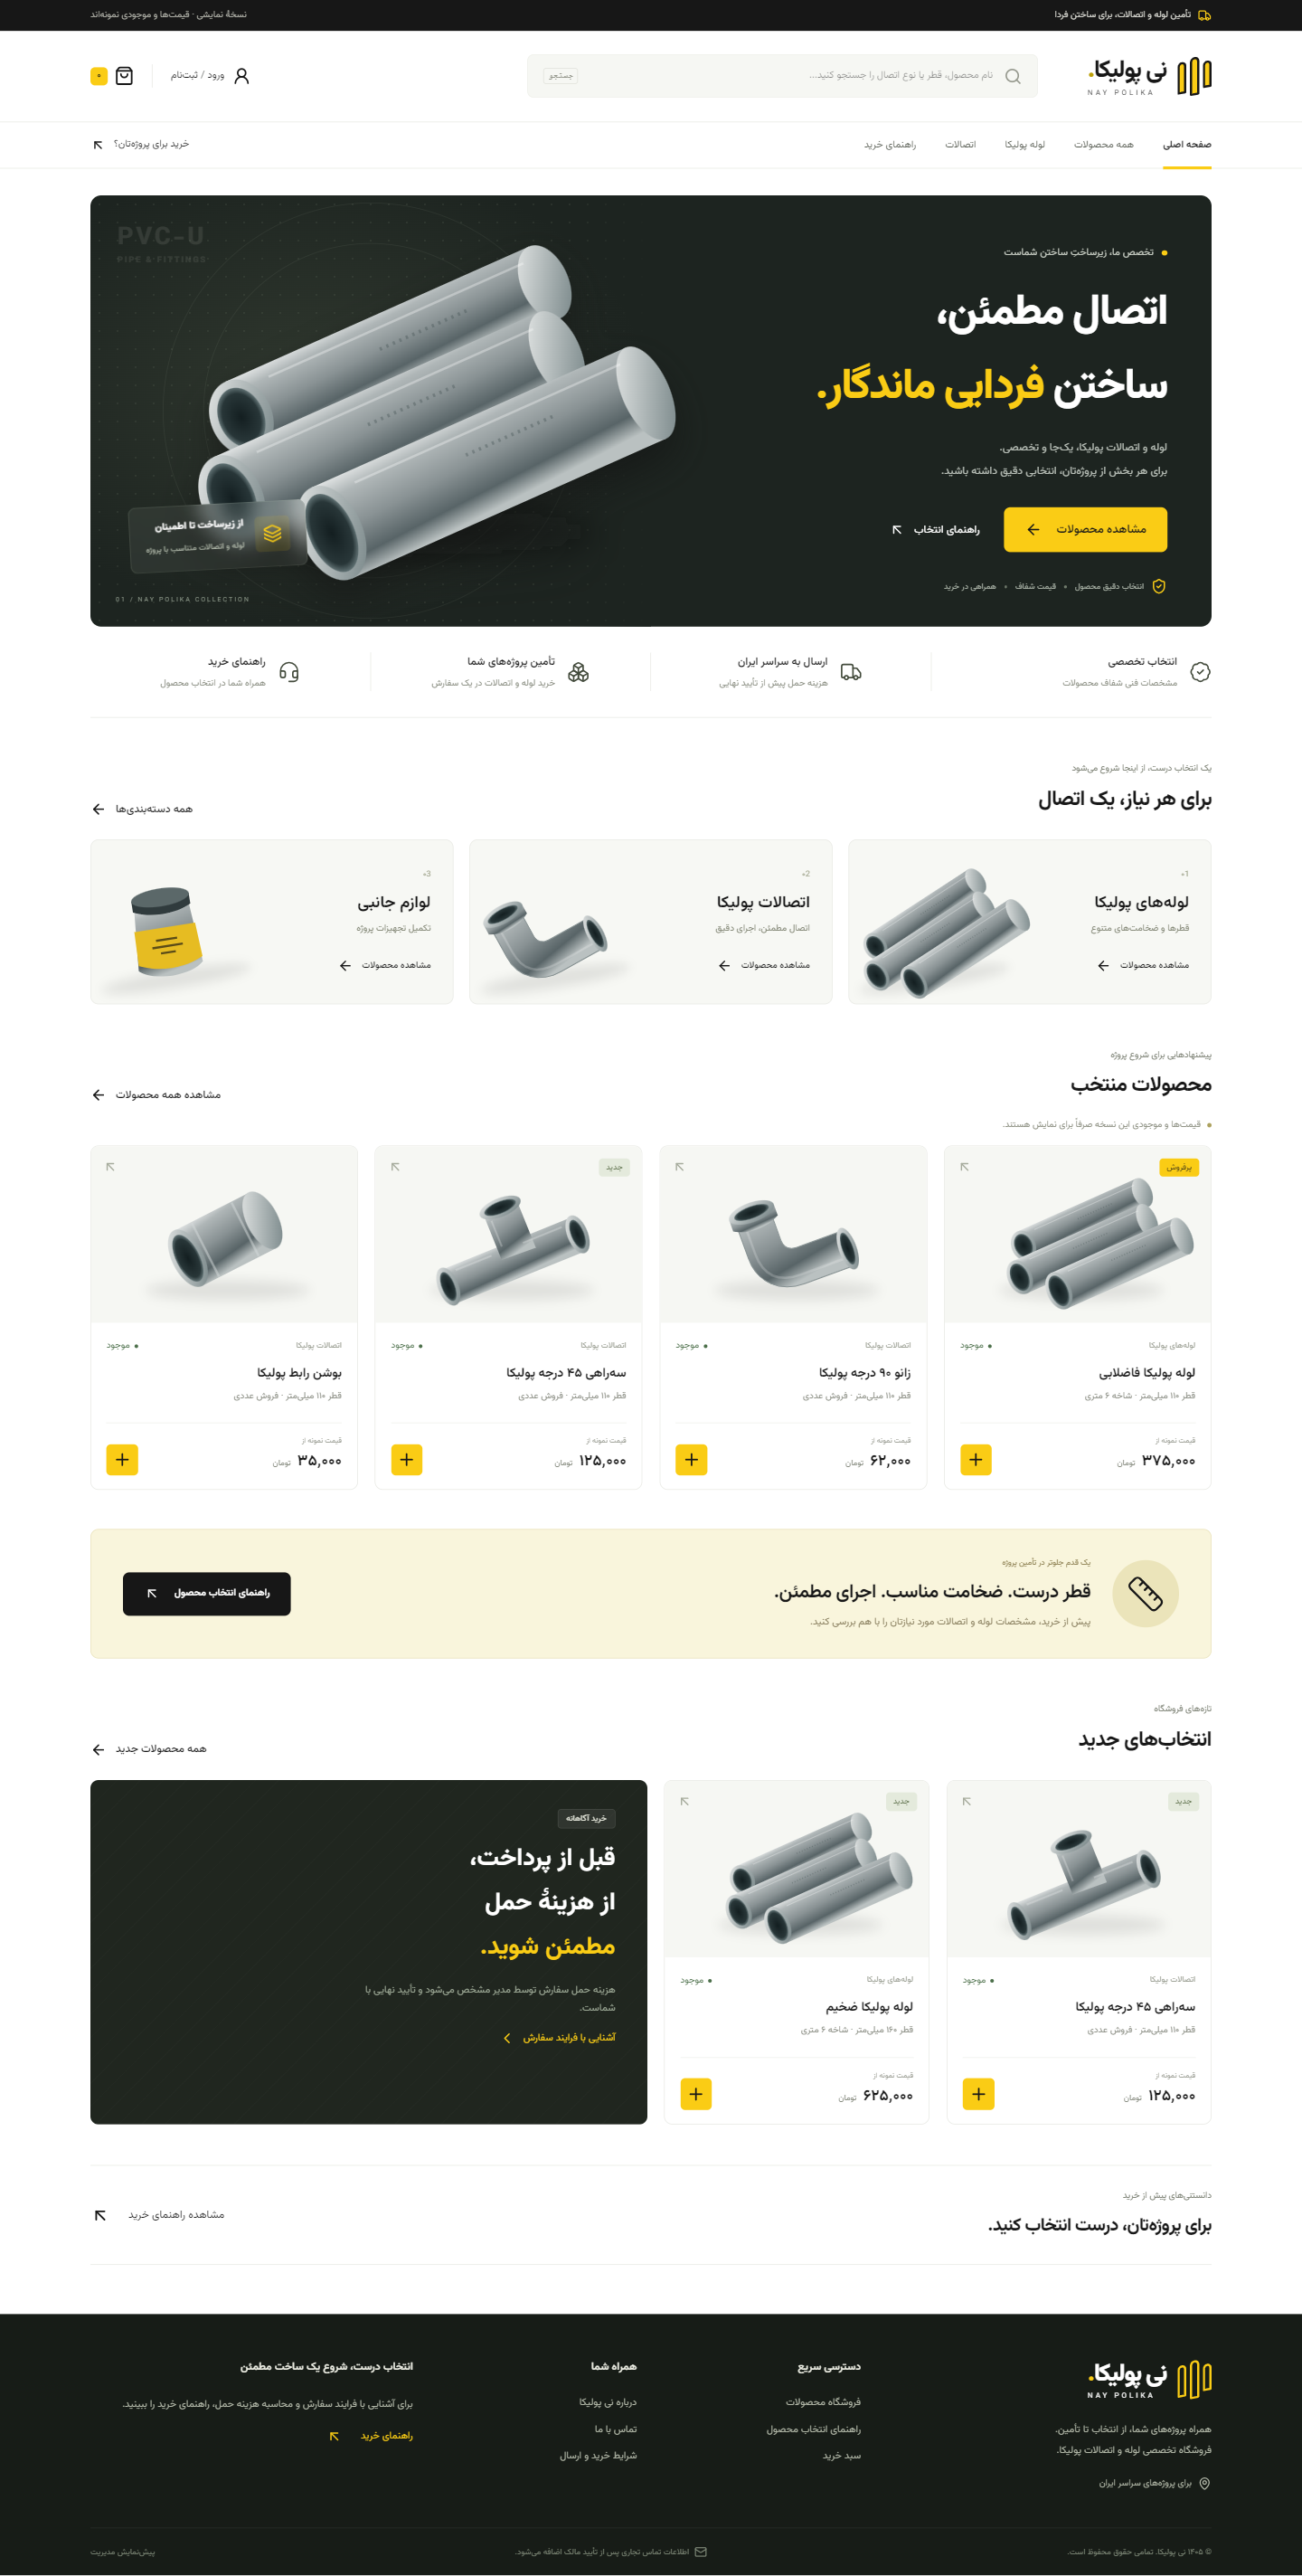 تأمین لوله و اتصالات، برای ساختن فردا
نسخهٔ نمایشی · قیمت‌ها و موجودی نمونه‌اند
نی پولیکا.
NAY POLIKA
نام محصول، قطر یا نوع اتصال را جستجو کنید...
جستجو
ورود / ثبت‌نام
۰
صفحه اصلی
همه محصولات
لوله پولیکا
اتصالات
راهنمای خرید
خرید برای پروژه‌تان؟
تخصص ما، زیرساختِ ساختن شماست
اتصال مطمئن،
ساختن فردایی ماندگار.
لوله و اتصالات پولیکا، یک‌جا و تخصصی.
برای هر بخش از پروژه‌تان، انتخابی دقیق داشته باشید.
مشاهده محصولات
راهنمای انتخاب
انتخاب دقیق محصول
قیمت شفاف
همراهی در خرید
PVC-U
PIPE & FITTINGS
از زیرساخت تا اطمینان
لوله و اتصالات متناسب با پروژه
01 / NAY POLIKA COLLECTION
انتخاب تخصصی
مشخصات فنی شفاف محصولات
ارسال به سراسر ایران
هزینه حمل پیش از تأیید نهایی
تأمین پروژه‌های شما
خرید لوله و اتصالات در یک سفارش
راهنمای خرید
همراه شما در انتخاب محصول
یک انتخاب درست، از اینجا شروع می‌شود
برای هر نیاز، یک اتصال
همه دسته‌بندی‌ها
۰1
لوله‌های پولیکا
قطرها و ضخامت‌های متنوع
مشاهده محصولات
۰2
اتصالات پولیکا
اتصال مطمئن، اجرای دقیق
مشاهده محصولات
۰3
لوازم جانبی
تکمیل تجهیزات پروژه
مشاهده محصولات
پیشنهادهایی برای شروع پروژه
محصولات منتخب
مشاهده همه محصولات
قیمت‌ها و موجودی این نسخه صرفاً برای نمایش هستند.
پرفروش
لوله‌های پولیکا
موجود
لوله پولیکا فاضلابی
قطر ۱۱۰ میلی‌متر · شاخه ۶ متری
قیمت نمونه از
۳۷۵,۰۰۰ تومان
اتصالات پولیکا
موجود
زانو ۹۰ درجه پولیکا
قطر ۱۱۰ میلی‌متر · فروش عددی
قیمت نمونه از
۶۲,۰۰۰ تومان
جدید
اتصالات پولیکا
موجود
سه‌راهی ۴۵ درجه پولیکا
قطر ۱۱۰ میلی‌متر · فروش عددی
قیمت نمونه از
۱۲۵,۰۰۰ تومان
اتصالات پولیکا
موجود
بوشن رابط پولیکا
قطر ۱۱۰ میلی‌متر · فروش عددی
قیمت نمونه از
۳۵,۰۰۰ تومان
یک قدم جلوتر در تأمین پروژه
قطر درست. ضخامت مناسب. اجرای مطمئن.
پیش از خرید، مشخصات لوله و اتصالات مورد نیازتان را با هم بررسی کنید.
راهنمای انتخاب محصول
تازه‌های فروشگاه
انتخاب‌های جدید
همه محصولات جدید
جدید
اتصالات پولیکا
موجود
سه‌راهی ۴۵ درجه پولیکا
قطر ۱۱۰ میلی‌متر · فروش عددی
قیمت نمونه از
۱۲۵,۰۰۰ تومان
جدید
لوله‌های پولیکا
موجود
لوله پولیکا ضخیم
قطر ۱۶۰ میلی‌متر · شاخه ۶ متری
قیمت نمونه از
۶۲۵,۰۰۰ تومان
خرید آگاهانه
قبل از پرداخت،
از هزینهٔ حمل
مطمئن شوید.
هزینه حمل سفارش توسط مدیر مشخص می‌شود و تأیید نهایی با
شماست.
آشنایی با فرایند سفارش
دانستنی‌های پیش از خرید
برای پروژه‌تان، درست انتخاب کنید.
مشاهده راهنمای خرید
نی پولیکا.
NAY POLIKA
همراه پروژه‌های شما، از انتخاب تا تأمین.
فروشگاه تخصصی لوله و اتصالات پولیکا.
برای پروژه‌های سراسر ایران
دسترسی سریع
فروشگاه محصولات
راهنمای انتخاب محصول
سبد خرید
همراه شما
درباره نی پولیکا
تماس با ما
شرایط خرید و ارسال
انتخاب درست، شروع یک ساخت مطمئن
برای آشنایی با فرایند سفارش و محاسبه هزینه حمل، راهنمای خرید را ببینید.
راهنمای خرید
© ۱۴۰۵ نی پولیکا. تمامی حقوق محفوظ است.
اطلاعات تماس تجاری پس از تأیید مالک اضافه می‌شود.
پیش‌نمایش مدیریت